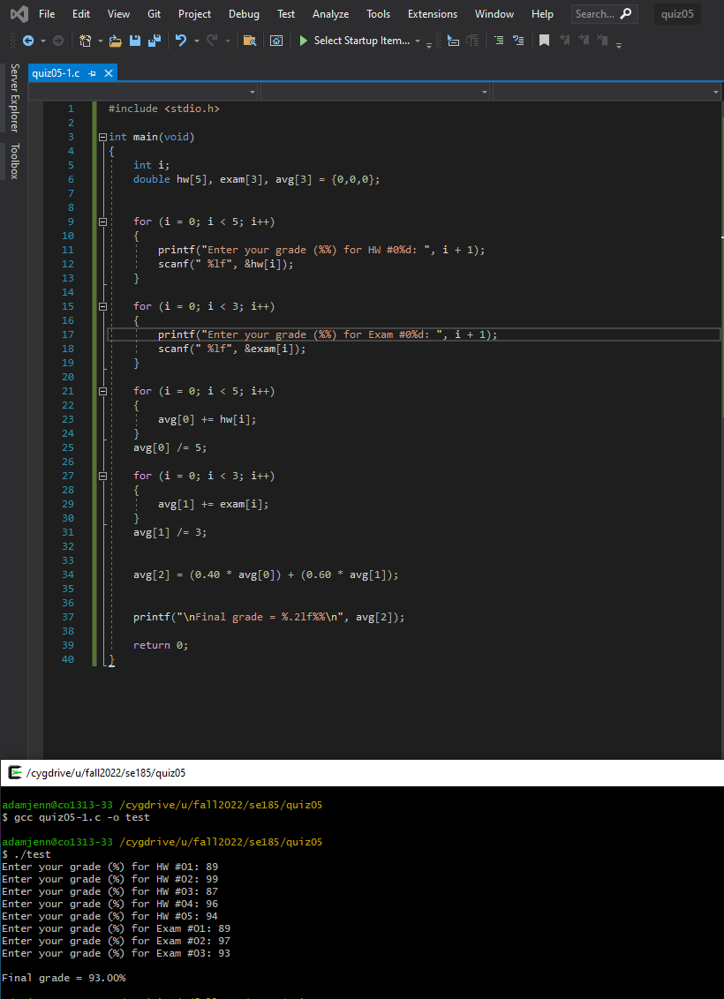 File Edit View Git Project Debug Test Analyze Tools Extensions Window Help Search... quiz05
Select Startup Item...
Server Explorer
Toolbox
quiz05-1.c
1 #include <stdio.h>
2
3 int main(void)
4 {
5     int i;
6     double hw[5], exam[3], avg[3] = {0,0,0};
7
8
9     for (i = 0; i < 5; i++)
10     {
11         printf("Enter your grade (%%) for HW #0%d: ", i + 1);
12         scanf(" %lf", &hw[i]);
13     }
14
15     for (i = 0; i < 3; i++)
16     {
17         printf("Enter your grade (%%) for Exam #0%d: ", i + 1);
18         scanf(" %lf", &exam[i]);
19     }
20
21     for (i = 0; i < 5; i++)
22     {
23         avg[0] += hw[i];
24     }
25     avg[0] /= 5;
26
27     for (i = 0; i < 3; i++)
28     {
29         avg[1] += exam[i];
30     }
31     avg[1] /= 3;
32
33
34     avg[2] = (0.40 * avg[0]) + (0.60 * avg[1]);
35
36
37     printf("\nFinal grade = %.2lf%%\n", avg[2]);
38
39     return 0;
40 }
/cygdrive/u/fall2022/se185/quiz05
adamjenn@co1313-33 /cygdrive/u/fall2022/se185/quiz05
$ gcc quiz05-1.c -o test
adamjenn@co1313-33 /cygdrive/u/fall2022/se185/quiz05
$ ./test
Enter your grade (%) for HW #01: 89
Enter your grade (%) for HW #02: 99
Enter your grade (%) for HW #03: 87
Enter your grade (%) for HW #04: 96
Enter your grade (%) for HW #05: 94
Enter your grade (%) for Exam #01: 89
Enter your grade (%) for Exam #02: 97
Enter your grade (%) for Exam #03: 93
Final grade = 93.00%